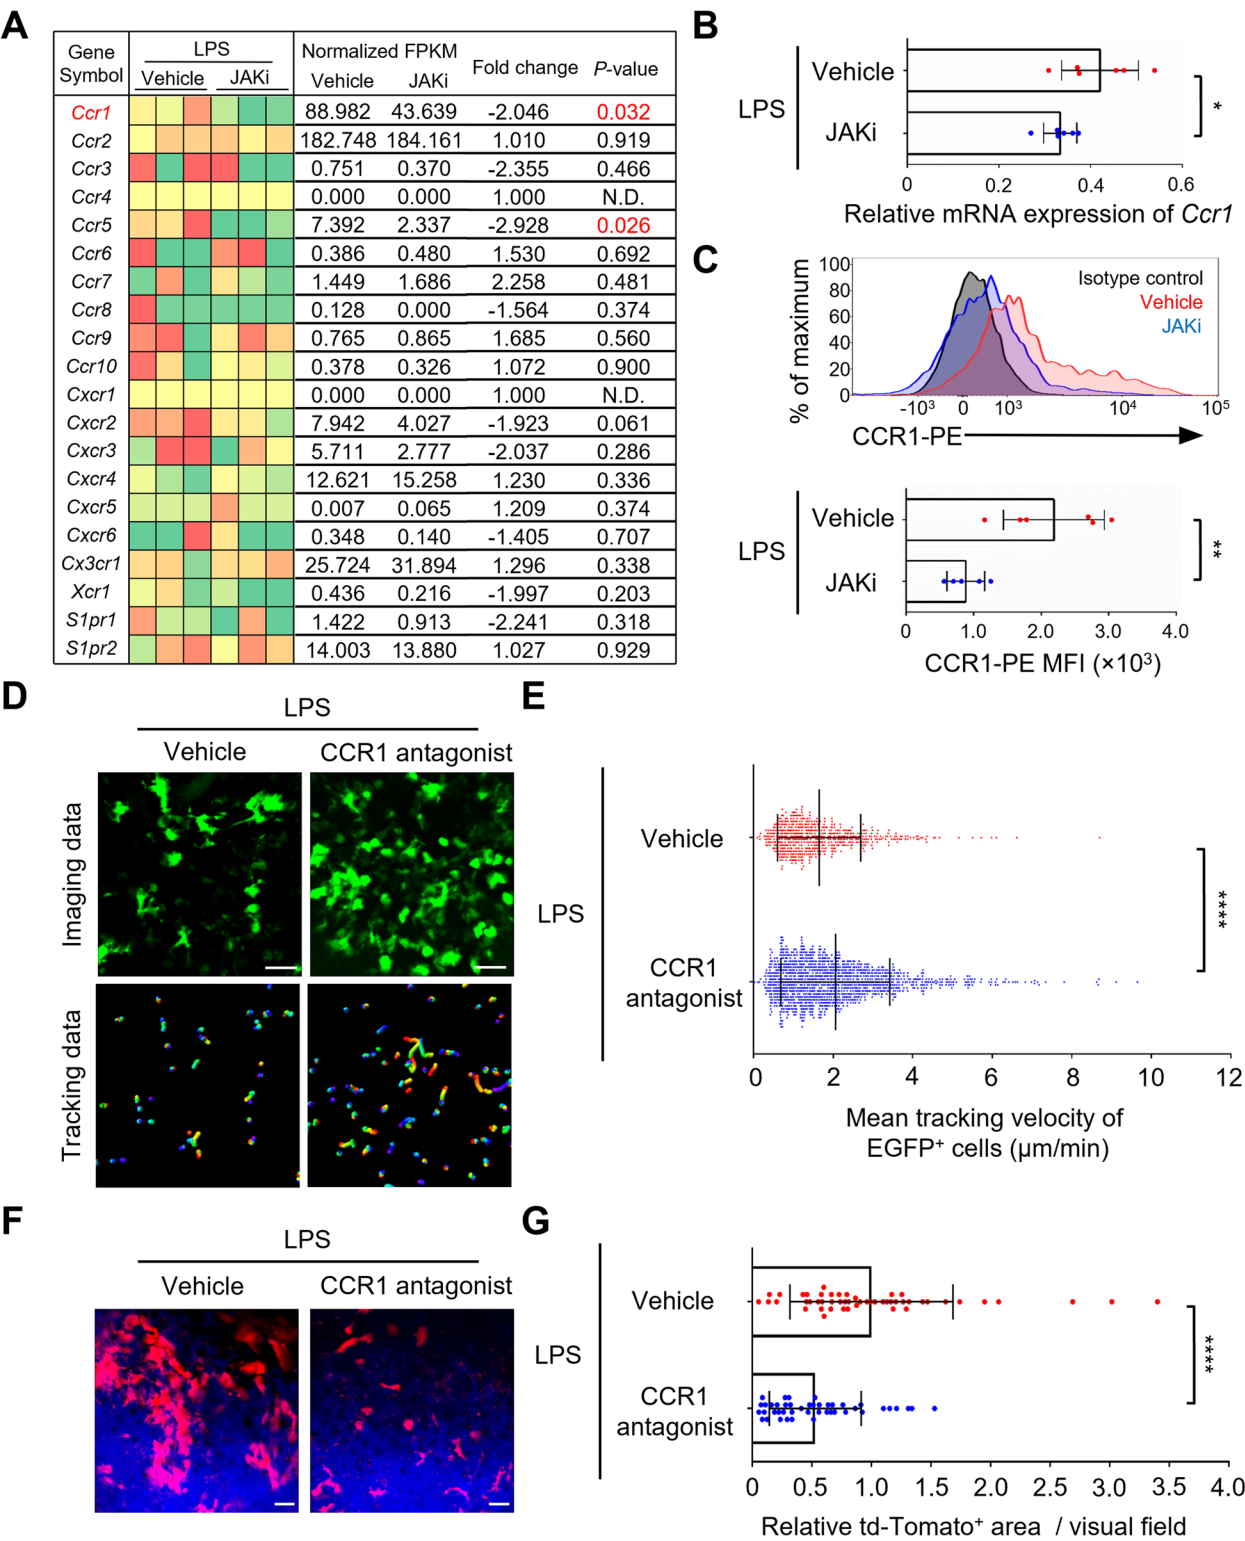 A
Gene Symbol
LPS
Vehicle JAKi
Normalized FPKM
Vehicle JAKi
Fold change
P-value
Ccr1 88.982 43.639 -2.046 0.032
Ccr2 182.748 184.161 1.010 0.919
Ccr3 0.751 0.370 -2.355 0.466
Ccr4 0.000 0.000 1.000 N.D.
Ccr5 7.392 2.337 -2.928 0.026
Ccr6 0.386 0.480 1.530 0.692
Ccr7 1.449 1.686 2.258 0.481
Ccr8 0.128 0.000 -1.564 0.374
Ccr9 0.765 0.865 1.685 0.560
Ccr10 0.378 0.326 1.072 0.900
Cxcr1 0.000 0.000 1.000 N.D.
Cxcr2 7.942 4.027 -1.923 0.061
Cxcr3 5.711 2.777 -2.037 0.286
Cxcr4 12.621 15.258 1.230 0.336
Cxcr5 0.007 0.065 1.209 0.374
Cxcr6 0.348 0.140 -1.405 0.707
Cx3cr1 25.724 31.894 1.296 0.338
Xcr1 0.436 0.216 -1.997 0.203
S1pr1 1.422 0.913 -2.241 0.318
S1pr2 14.003 13.880 1.027 0.929
B
LPS
Vehicle
JAKi
*
0 0.2 0.4 0.6
Relative mRNA expression of Ccr1
C
% of maximum
100
80
60
40
20
0
Isotype control
Vehicle
JAKi
-10³ 0 10³ 10⁴ 10⁵
CCR1-PE
LPS
Vehicle
JAKi
**
0 1.0 2.0 3.0 4.0
CCR1-PE MFI (×10³)
D
LPS
Vehicle CCR1 antagonist
Imaging data
Tracking data
E
LPS
Vehicle
CCR1
antagonist
****
0 2 4 6 8 10 12
Mean tracking velocity of
EGFP⁺ cells (µm/min)
F
LPS
Vehicle CCR1 antagonist
G
LPS
Vehicle
CCR1
antagonist
****
0 0.5 1.0 1.5 2.0 2.5 3.0 3.5 4.0
Relative td-Tomato⁺ area / visual field